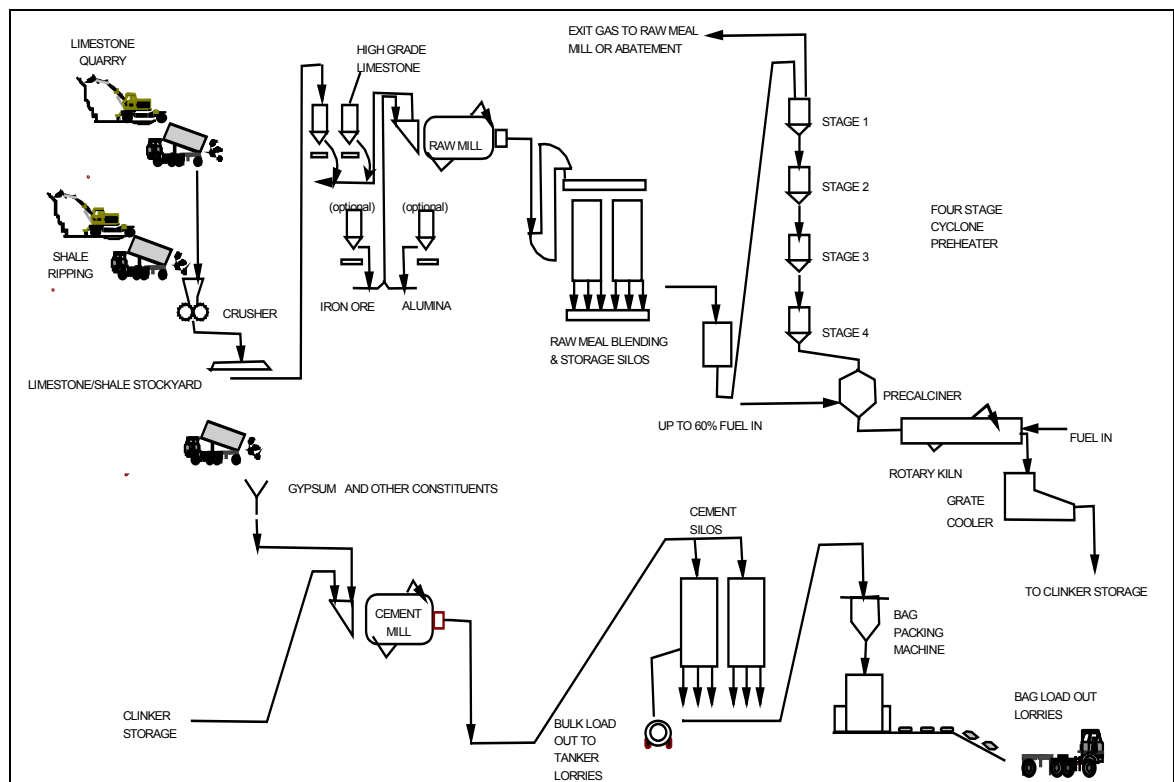 LIMESTONE
QUARRY
HIGH GRADE
LIMESTONE
EXIT GAS TO RAW MEAL
MILL OR ABATEMENT
RAW MILL
STAGE 1
STAGE 2
STAGE 3
STAGE 4
FOUR STAGE
CYCLONE
PREHEATER
(optional)
(optional)
SHALE
RIPPING
IRON ORE
ALUMINA
CRUSHER
RAW MEAL BLENDING
& STORAGE SILOS
LIMESTONE/SHALE STOCKYARD
PRECALCINER
UP TO 60% FUEL IN
FUEL IN
ROTARY KILN
GRATE
COOLER
GYPSUM AND OTHER CONSTITUENTS
CEMENT
SILOS
TO CLINKER STORAGE
CEMENT
MILL
BAG
PACKING
MACHINE
CLINKER
STORAGE
BULK LOAD
OUT TO
TANKER
LORRIES
BAG LOAD OUT
LORRIES